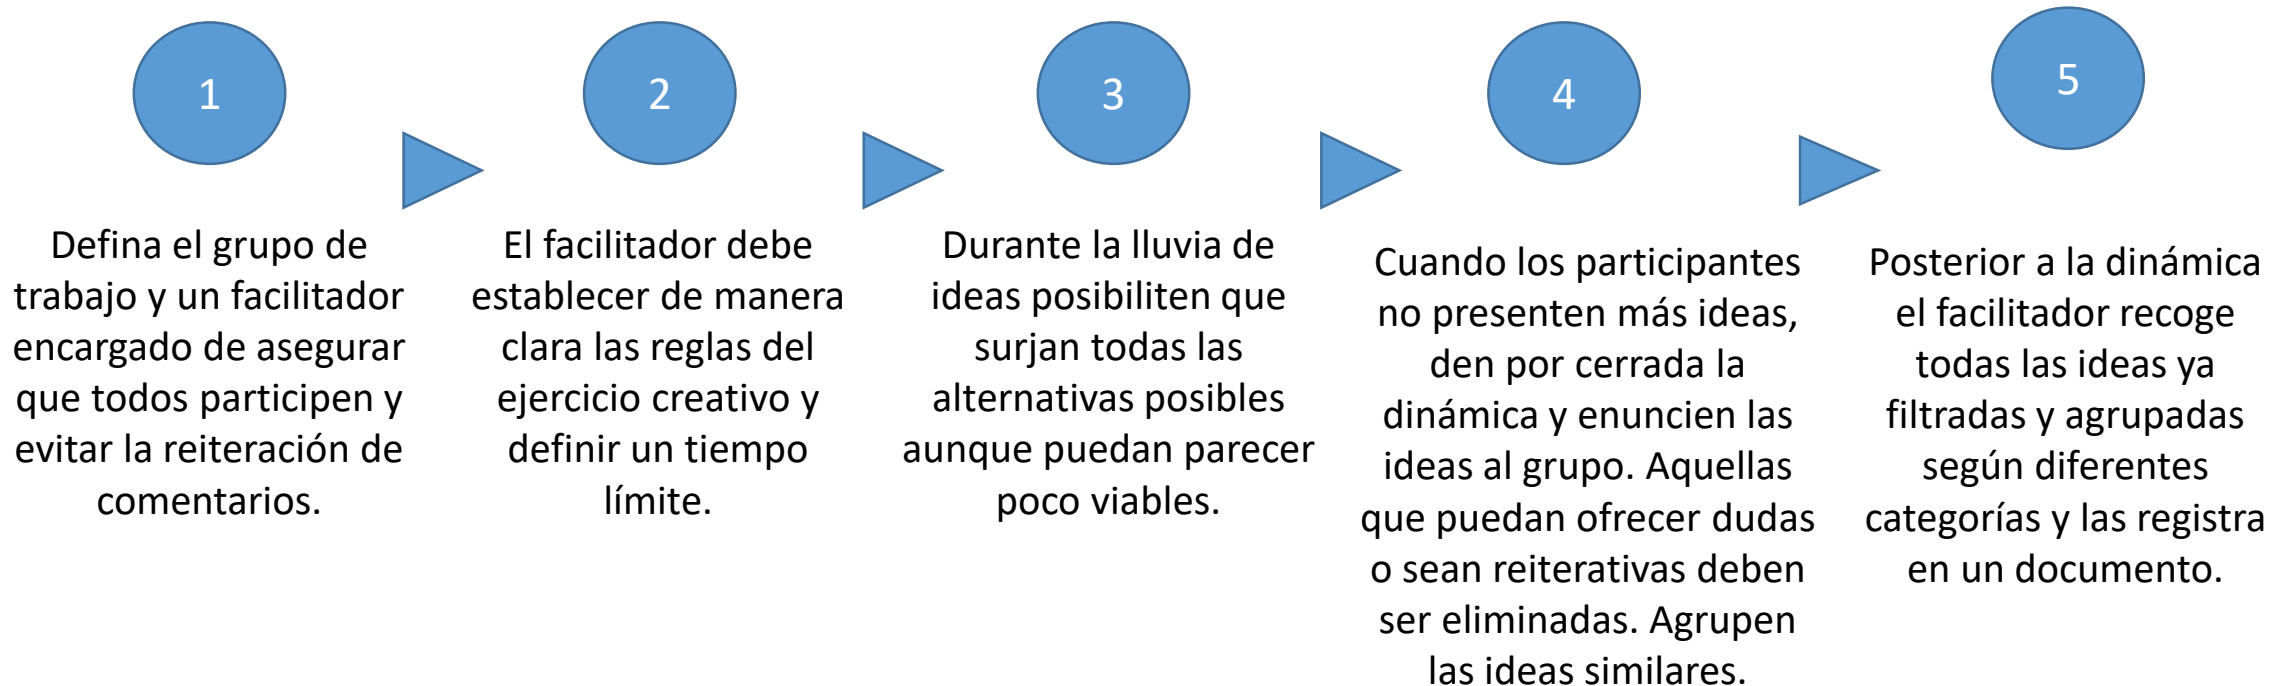 1
Defina el grupo de
trabajo y un facilitador
encargado de asegurar
que todos participen y
evitar la reiteración de
comentarios.
2
El facilitador debe
establecer de manera
clara las reglas del
ejercicio creativo y
definir un tiempo
límite.
3
Durante la lluvia de
ideas posibiliten que
surjan todas las
alternativas posibles
aunque puedan parecer
poco viables.
4
Cuando los participantes
no presenten más ideas,
den por cerrada la
dinámica y enuncien las
ideas al grupo. Aquellas
que puedan ofrecer dudas
o sean reiterativas deben
ser eliminadas. Agrupen
las ideas similares.
5
Posterior a la dinámica
el facilitador recoge
todas las ideas ya
filtradas y agrupadas
según diferentes
categorías y las registra
en un documento.